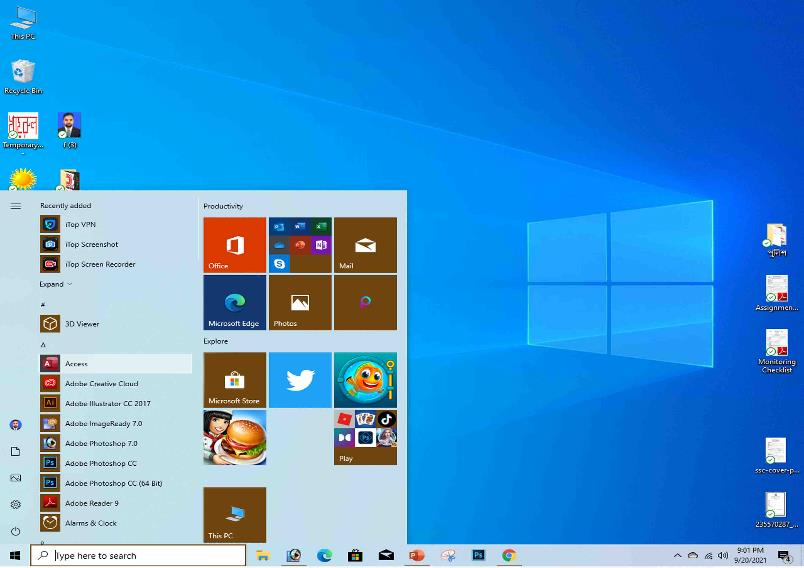 This PC
Recycle Bin
Temporary...
Recently added
iTop VPN
iTop Screenshot
iTop Screen Recorder
Expand
#
3D Viewer
A
Access
Adobe Creative Cloud
Adobe Illustrator CC 2017
Adobe ImageReady 7.0
Adobe Photoshop 7.0
Adobe Photoshop CC
Adobe Photoshop CC (64 Bit)
Adobe Reader 9
Alarms & Clock
Productivity
Office
Mail
Microsoft Edge
Photos
Explore
Microsoft Store
Play
This PC
Assignmen...
Monitoring
Checklist
ssc-cover-p...
235570287_...
Type here to search
9:01 PM
9/20/2021
4